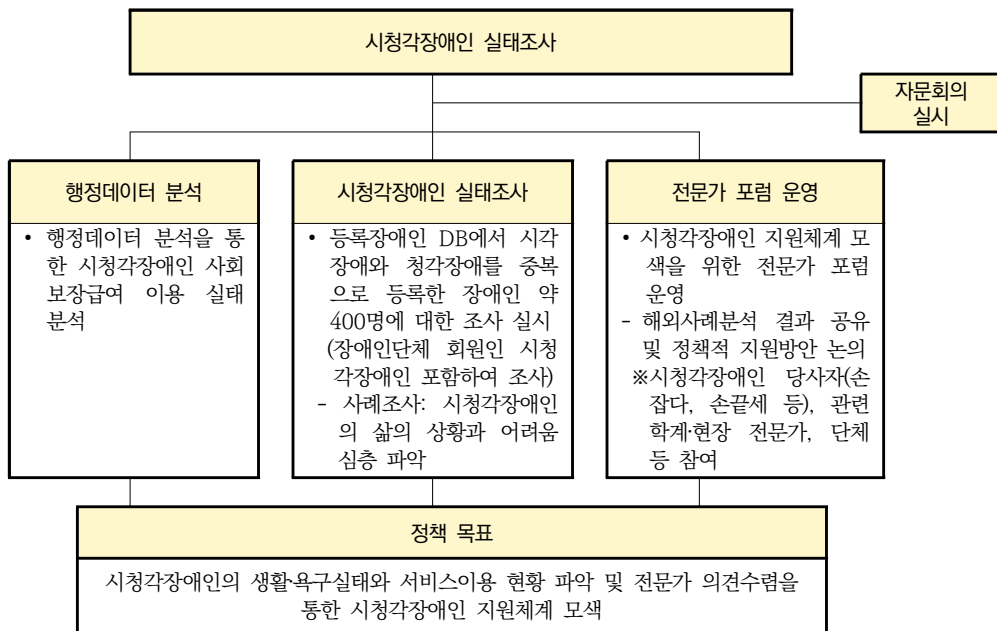 시청각장애인 실태조사
자문회의
실시
행정데이터 분석
• 행정데이터 분석을 통
한 시청각장애인 사회
보장급여 이용 실태
분석
시청각장애인 실태조사
• 등록장애인 DB에서 시각
장애와 청각장애를 중복
으로 등록한 장애인 약
400명에 대한 조사 실시
(장애인단체 회원인 시청
각장애인 포함하여 조사)
- 사례조사: 시청각장애인
의 삶의 상황과 어려움
심층 파악
전문가 포럼 운영
• 시청각장애인 지원체계 모
색을 위한 전문가 포럼
운영
- 해외사례분석 결과 공유
및 정책적 지원방안 논의
※시청각장애인 당사자(손
잡다, 손끝세 등), 관련
학계·현장 전문가, 단체
등 참여
정책 목표
시청각장애인의 생활·욕구실태와 서비스이용 현황 파악 및 전문가 의견수렴을
통한 시청각장애인 지원체계 모색